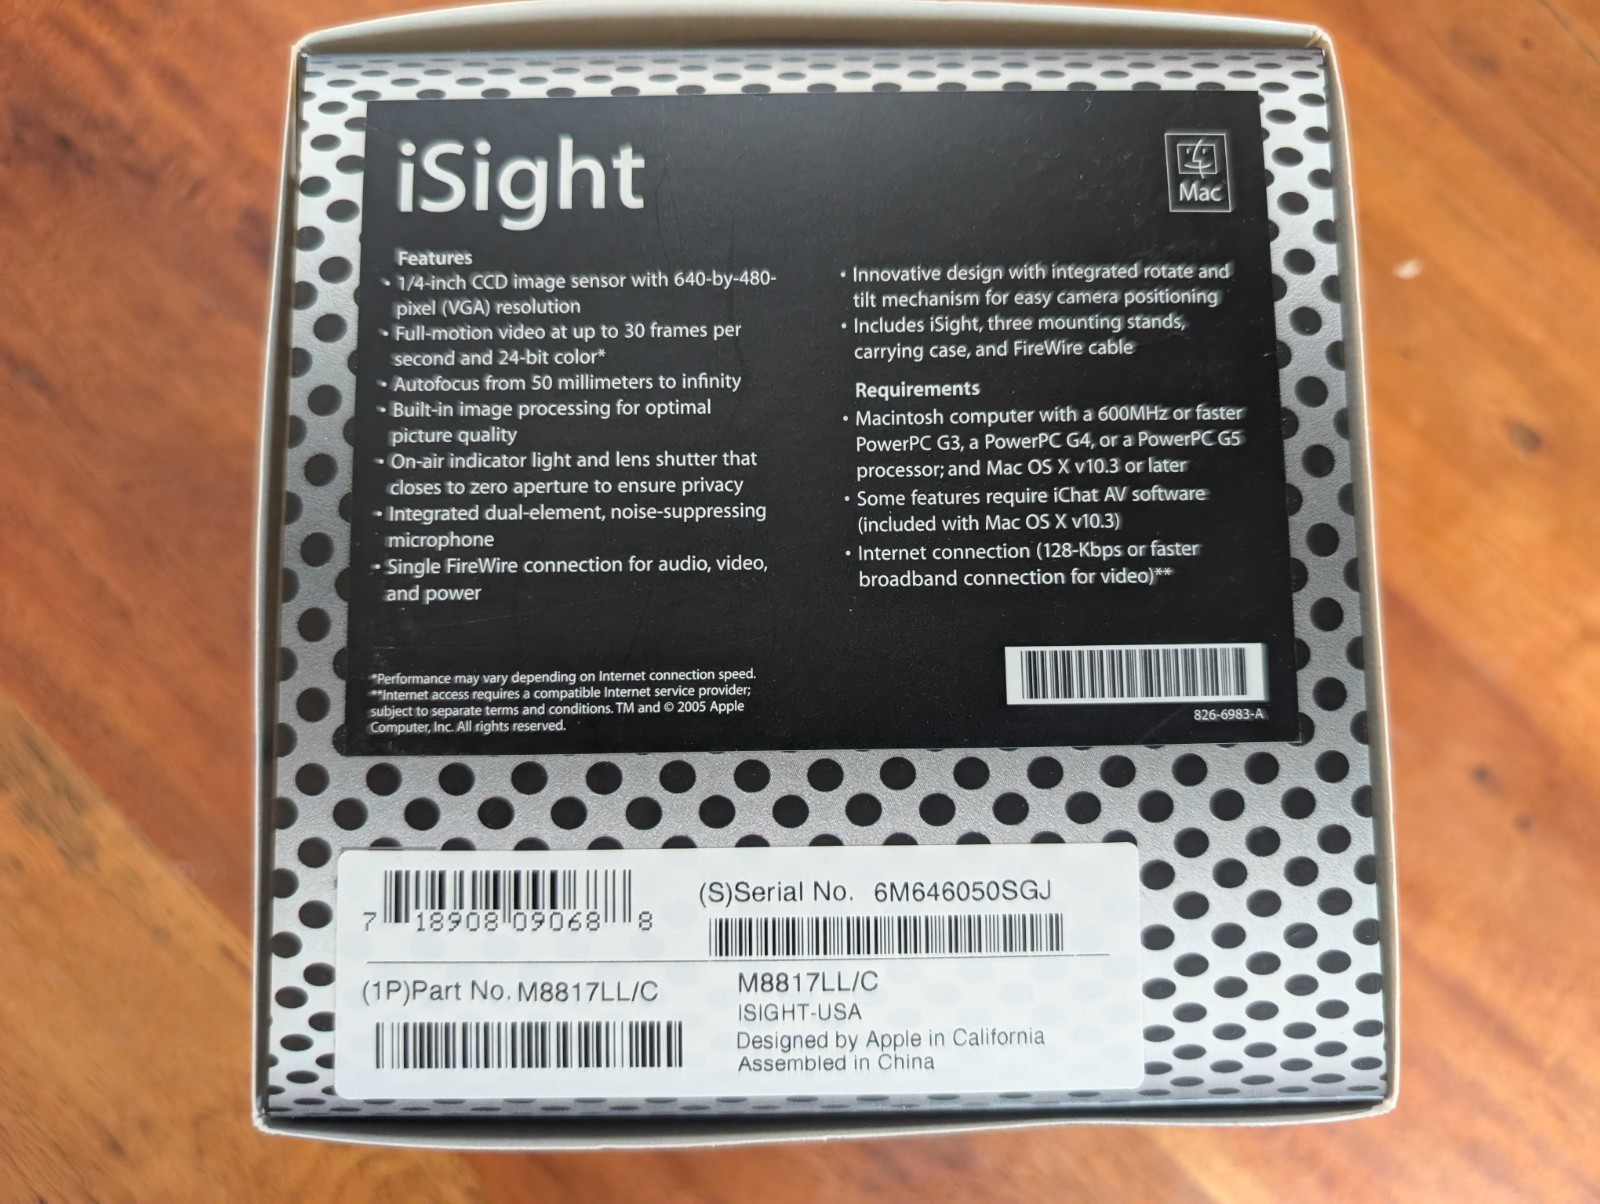 iSight
Mac
Features
• 1/4-inch CCD image sensor with 640-by-480-
pixel (VGA) resolution
• Full-motion video at up to 30 frames per
second and 24-bit color*
• Autofocus from 50 millimeters to infinity
• Built-in image processing for optimal
picture quality
• On-air indicator light and lens shutter that
closes to zero aperture to ensure privacy
• Integrated dual-element, noise-suppressing
microphone
• Single FireWire connection for audio, video,
and power
• Innovative design with integrated rotate and
tilt mechanism for easy camera positioning
• Includes iSight, three mounting stands,
carrying case, and FireWire cable
Requirements
• Macintosh computer with a 600MHz or faster
PowerPC G3, a PowerPC G4, or a PowerPC G5
processor; and Mac OS X v10.3 or later
• Some features require iChat AV software
(included with Mac OS X v10.3)
• Internet connection (128-Kbps or faster
broadband connection for video)**
*Performance may vary depending on Internet connection speed.
**Internet access requires a compatible Internet service provider;
subject to separate terms and conditions. TM and © 2005 Apple
Computer, Inc. All rights reserved.
826-6983-A
7 18908 09068 8
(S)Serial No. 6M646050SGJ
(1P)Part No. M8817LL/C
M8817LL/C
ISIGHT-USA
Designed by Apple in California
Assembled in China